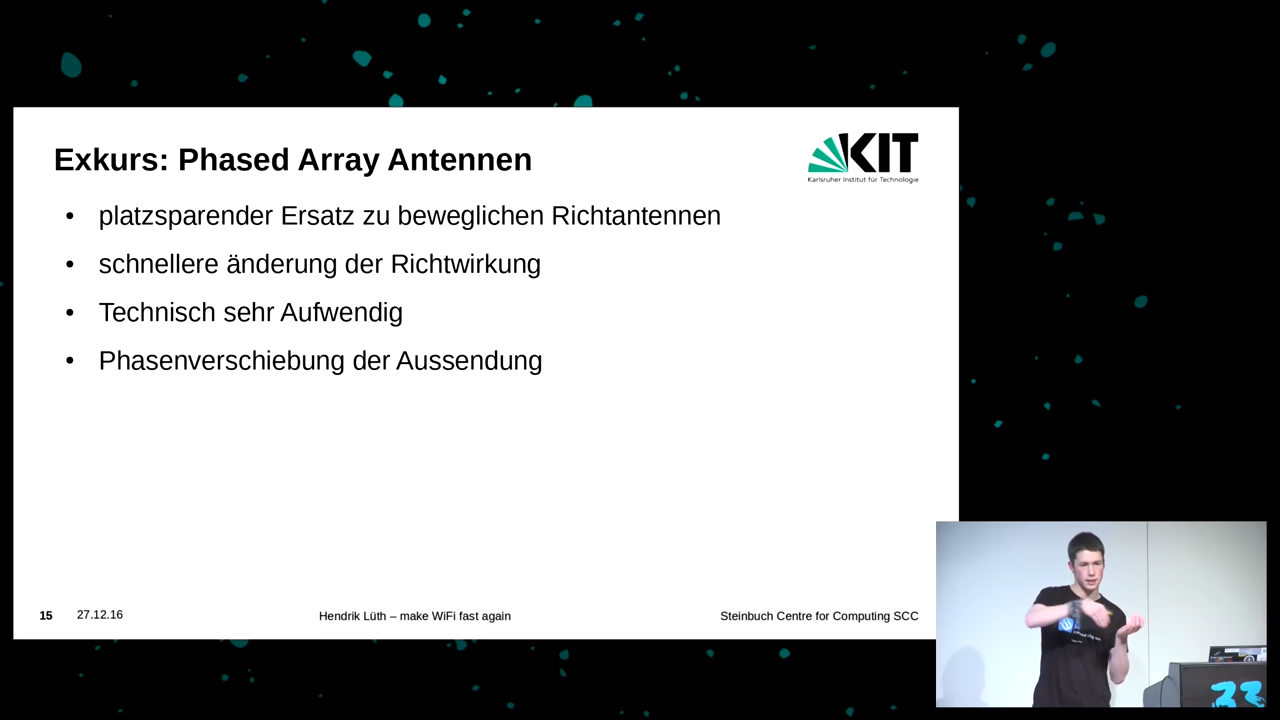 Exkurs: Phased Array Antennen
KIT
Karlsruher Institut für Technologie
• platzsparender Ersatz zu beweglichen Richtantennen
• schnellere änderung der Richtwirkung
• Technisch sehr Aufwendig
• Phasenverschiebung der Aussendung
15 27.12.16 Hendrik Lüth – make WiFi fast again Steinbuch Centre for Computing SCC
33